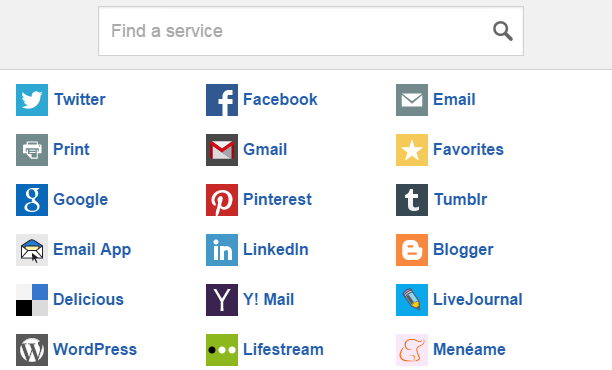 Find a service
Twitter Facebook Email
Print Gmail Favorites
Google Pinterest Tumblr
Email App LinkedIn Blogger
Delicious Y! Mail LiveJournal
WordPress Lifestream Menéame